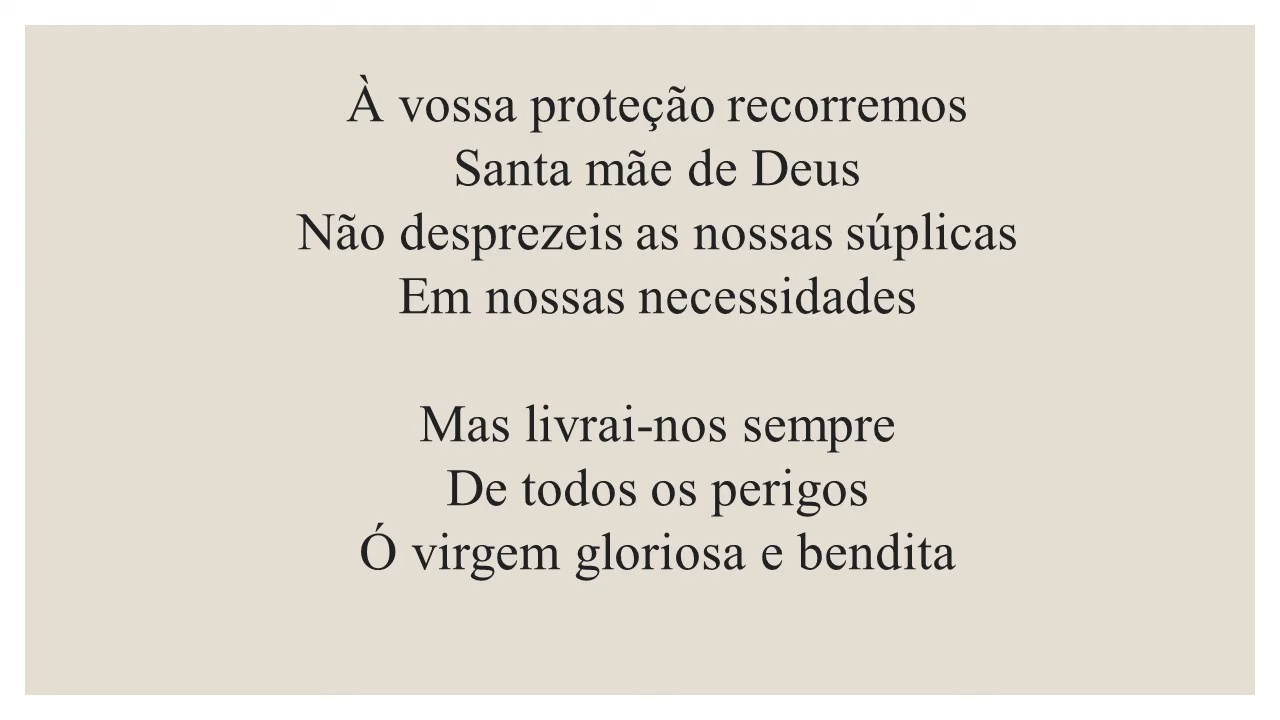 À vossa proteção recorremos
Santa mãe de Deus
Não desprezeis as nossas súplicas
Em nossas necessidades
Mas livrai-nos sempre
De todos os perigos
Ó virgem gloriosa e bendita